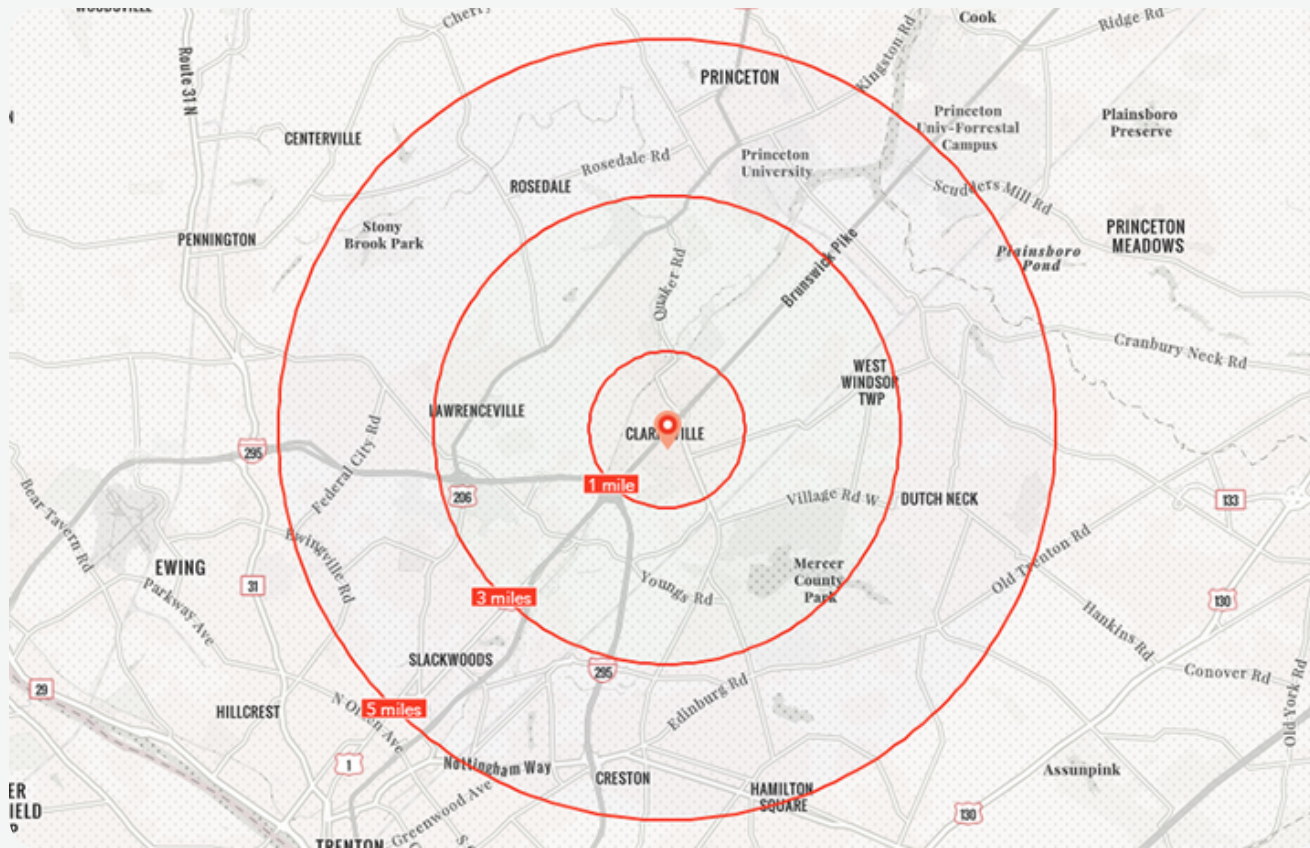 Cherry
Cook
Ridge Rd
Route 31 N
PRINCETON
Kingston Rd
CENTERVILLE
Princeton
Univ-Forrestal
Campus
Plainsboro
Preserve
Rosedale Rd
Princeton
University
ROSEDALE
Scudders Mill Rd
Stony
Brook Park
PENNINGTON
PRINCETON
MEADOWS
Plainsboro
Pond
Quaker Rd
Brunswick Pike
Cranbury Neck Rd
WEST
WINDSOR
TWP
LAWRENCEVILLE
Federal City Rd
295
1 mile
206
Village Rd W
DUTCH NECK
133
Bear Tavern Rd
Ewingville Rd
EWING
31
Parkway Ave
3 miles
Youngs Rd
Mercer
County
Park
Old Trenton Rd
130
Hankins Rd
SLACKWOODS
295
Edinburg Rd
Conover Rd
29
HILLCREST
5 miles
Old York Rd
1
Nottingham Way
CRESTON
HAMILTON
SQUARE
Assunpink
130
Greenwood Ave
TRENTON